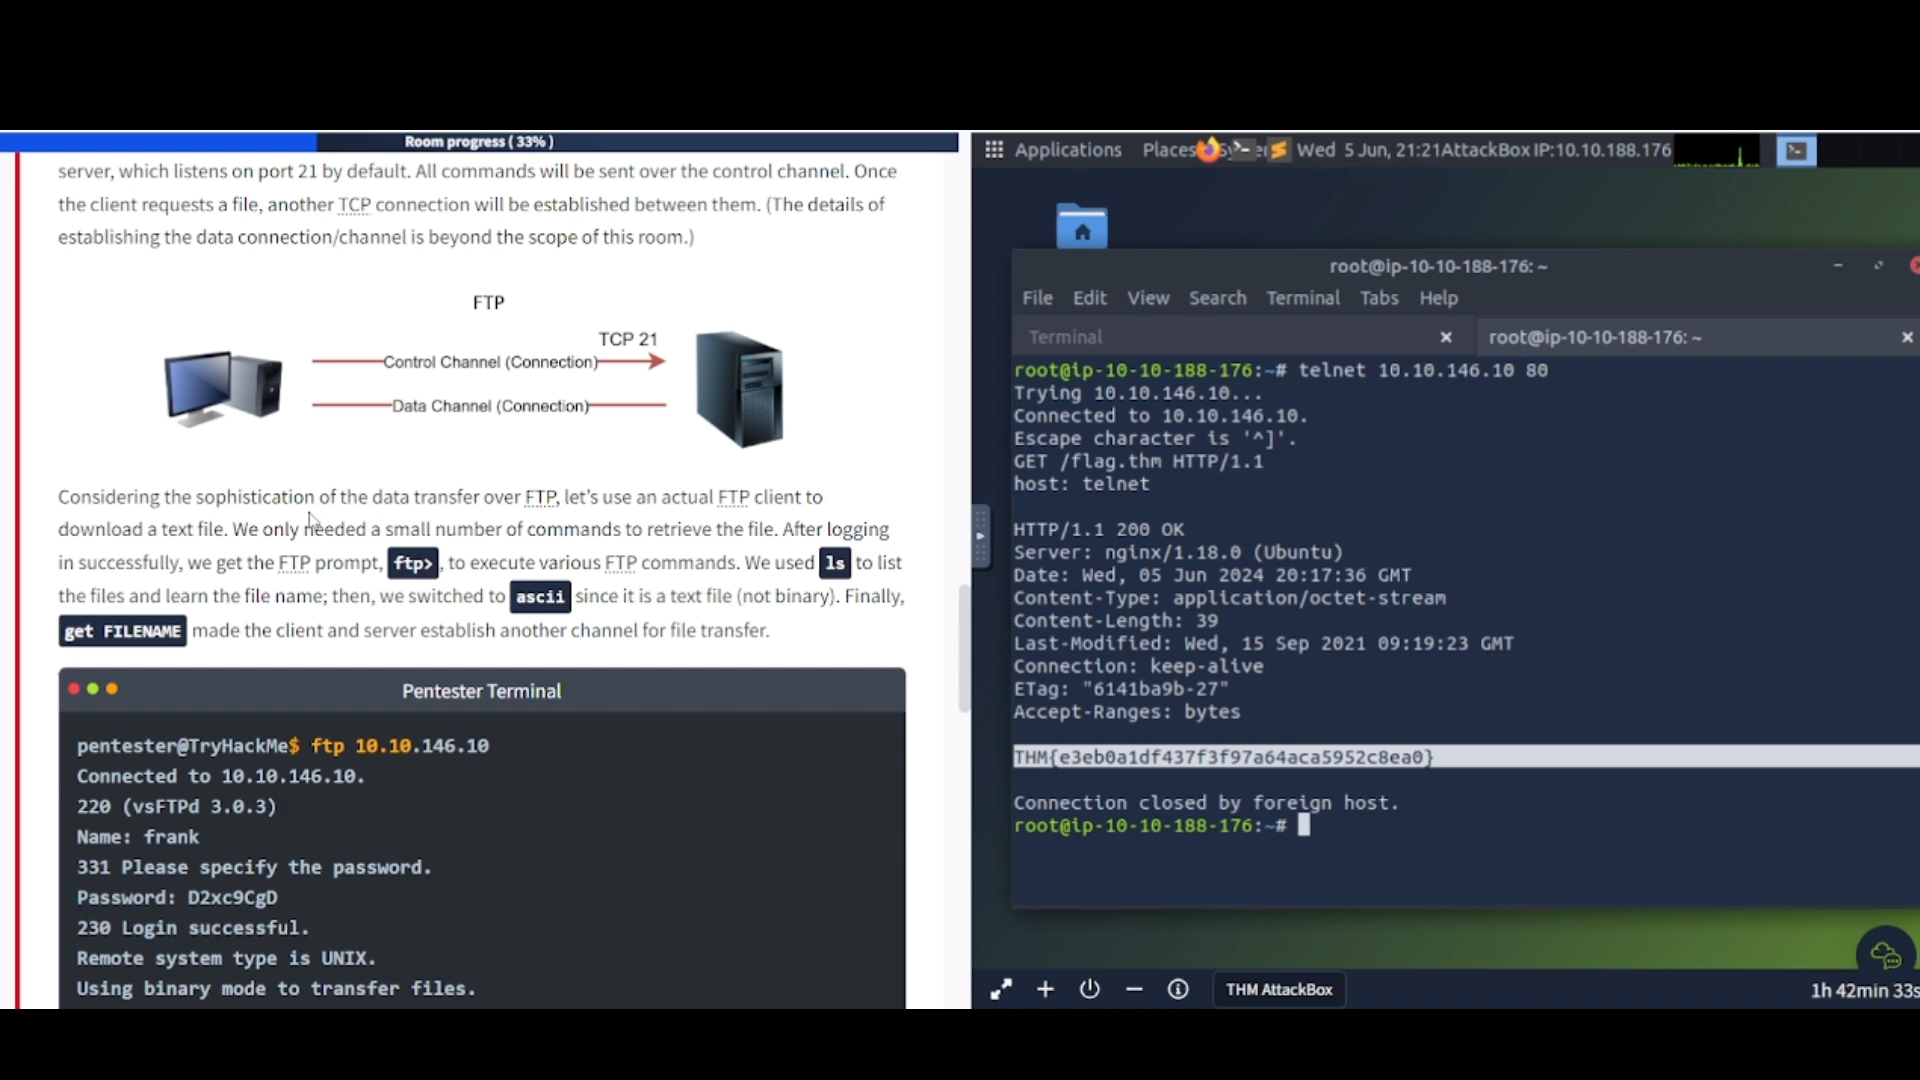 Room progress ( 33% )
server, which listens on port 21 by default. All commands will be sent over the control channel. Once
the client requests a file, another TCP connection will be established between them. (The details of
establishing the data connection/channel is beyond the scope of this room.)
FTP
TCP 21
Control Channel (Connection)
Data Channel (Connection)
Considering the sophistication of the data transfer over FTP, let's use an actual FTP client to
download a text file. We only needed a small number of commands to retrieve the file. After logging
in successfully, we get the FTP prompt, ftp>, to execute various FTP commands. We used ls to list
the files and learn the file name; then, we switched to ascii since it is a text file (not binary). Finally,
get FILENAME made the client and server establish another channel for file transfer.
Pentester Terminal
pentester@TryHackMe$ ftp 10.10.146.10
Connected to 10.10.146.10.
220 (vsFTPd 3.0.3)
Name: frank
331 Please specify the password.
Password: D2xc9CgD
230 Login successful.
Remote system type is UNIX.
Using binary mode to transfer files.
Applications Places Wed 5 Jun, 21:21 AttackBox IP:10.10.188.176
root@ip-10-10-188-176: ~
File Edit View Search Terminal Tabs Help
Terminal × root@ip-10-10-188-176: ~ ×
root@ip-10-10-188-176:~# telnet 10.10.146.10 80
Trying 10.10.146.10...
Connected to 10.10.146.10.
Escape character is '^]'.
GET /flag.thm HTTP/1.1
host: telnet
HTTP/1.1 200 OK
Server: nginx/1.18.0 (Ubuntu)
Date: Wed, 05 Jun 2024 20:17:36 GMT
Content-Type: application/octet-stream
Content-Length: 39
Last-Modified: Wed, 15 Sep 2021 09:19:23 GMT
Connection: keep-alive
ETag: "6141ba9b-27"
Accept-Ranges: bytes
THM{e3eb0a1df437f3f97a64aca5952c8ea0}
Connection closed by foreign host.
root@ip-10-10-188-176:~#
THM AttackBox
1h 42min 33s